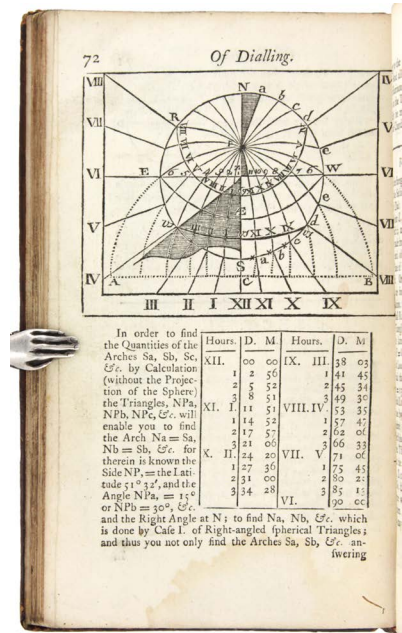 72 Of Dialling.
N a b c d
R e
E W
VIII IV
VII
VI VI
V
IV A S B VIII
C
III II I XII XI X IX
In order to find
the Quantities of the
Arches Sa, Sb, Sc,
&c. by Calculation
(without the Projec-
tion of the Sphere)
the Triangles, NPa,
NPb, NPc, &c. will
enable you to find
the Arch Na = Sa,
Nb = Sb, &c. for
therein is known the
Side NP, = the Lati-
tude 51° 32', and the
Angle NPa, = 15°
or NPb = 30°, &c.
Hours. D. M. Hours. D. M
XII. 00 00 IX. III. 38 03
1 2 56 1 41 45
2 5 52 2 45 34
3 8 51 3 49 30
XI. I. 11 51 VIII. IV. 53 35
1 14 52 1 57 47
2 17 57 2 62 06
3 21 06 3 66 33
X. II. 24 20 VII. V 71 06
1 27 36 1 75 45
2 31 00 2 80
3 34 28 3 85
VI. 90 00
and the Right Angle at N; to find Na, Nb, &c. which
is done by Case I. of Right-angled spherical Triangles;
and thus you not only find the Arches Sa, Sb, &c. an-
swering